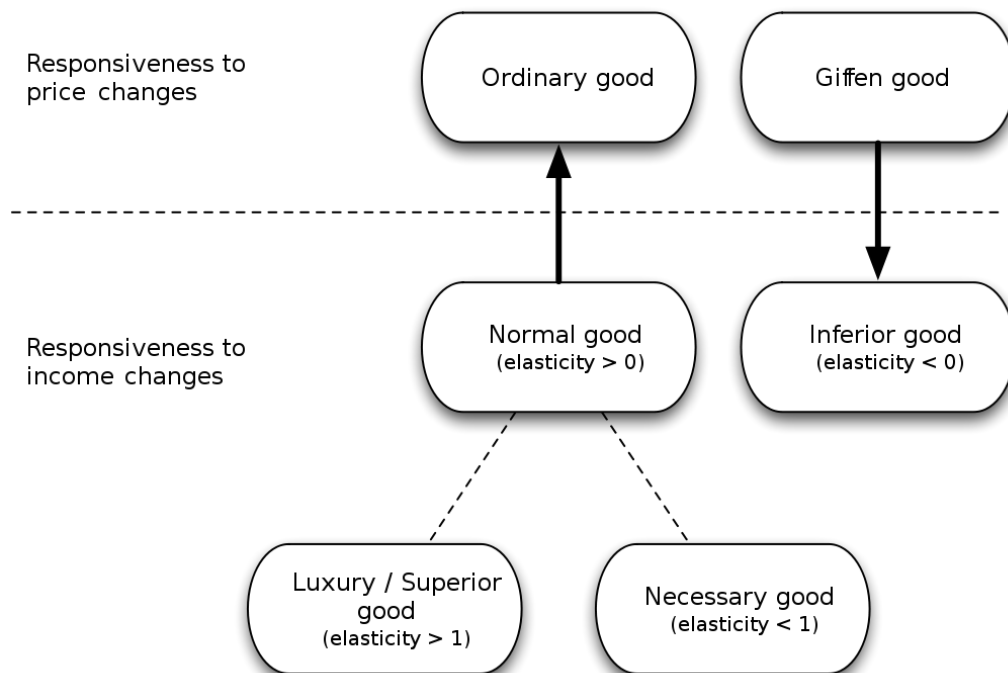 Responsiveness to
price changes
Ordinary good
Giffen good
Responsiveness to
income changes
Normal good
(elasticity > 0)
Inferior good
(elasticity < 0)
Luxury / Superior
good
(elasticity > 1)
Necessary good
(elasticity < 1)